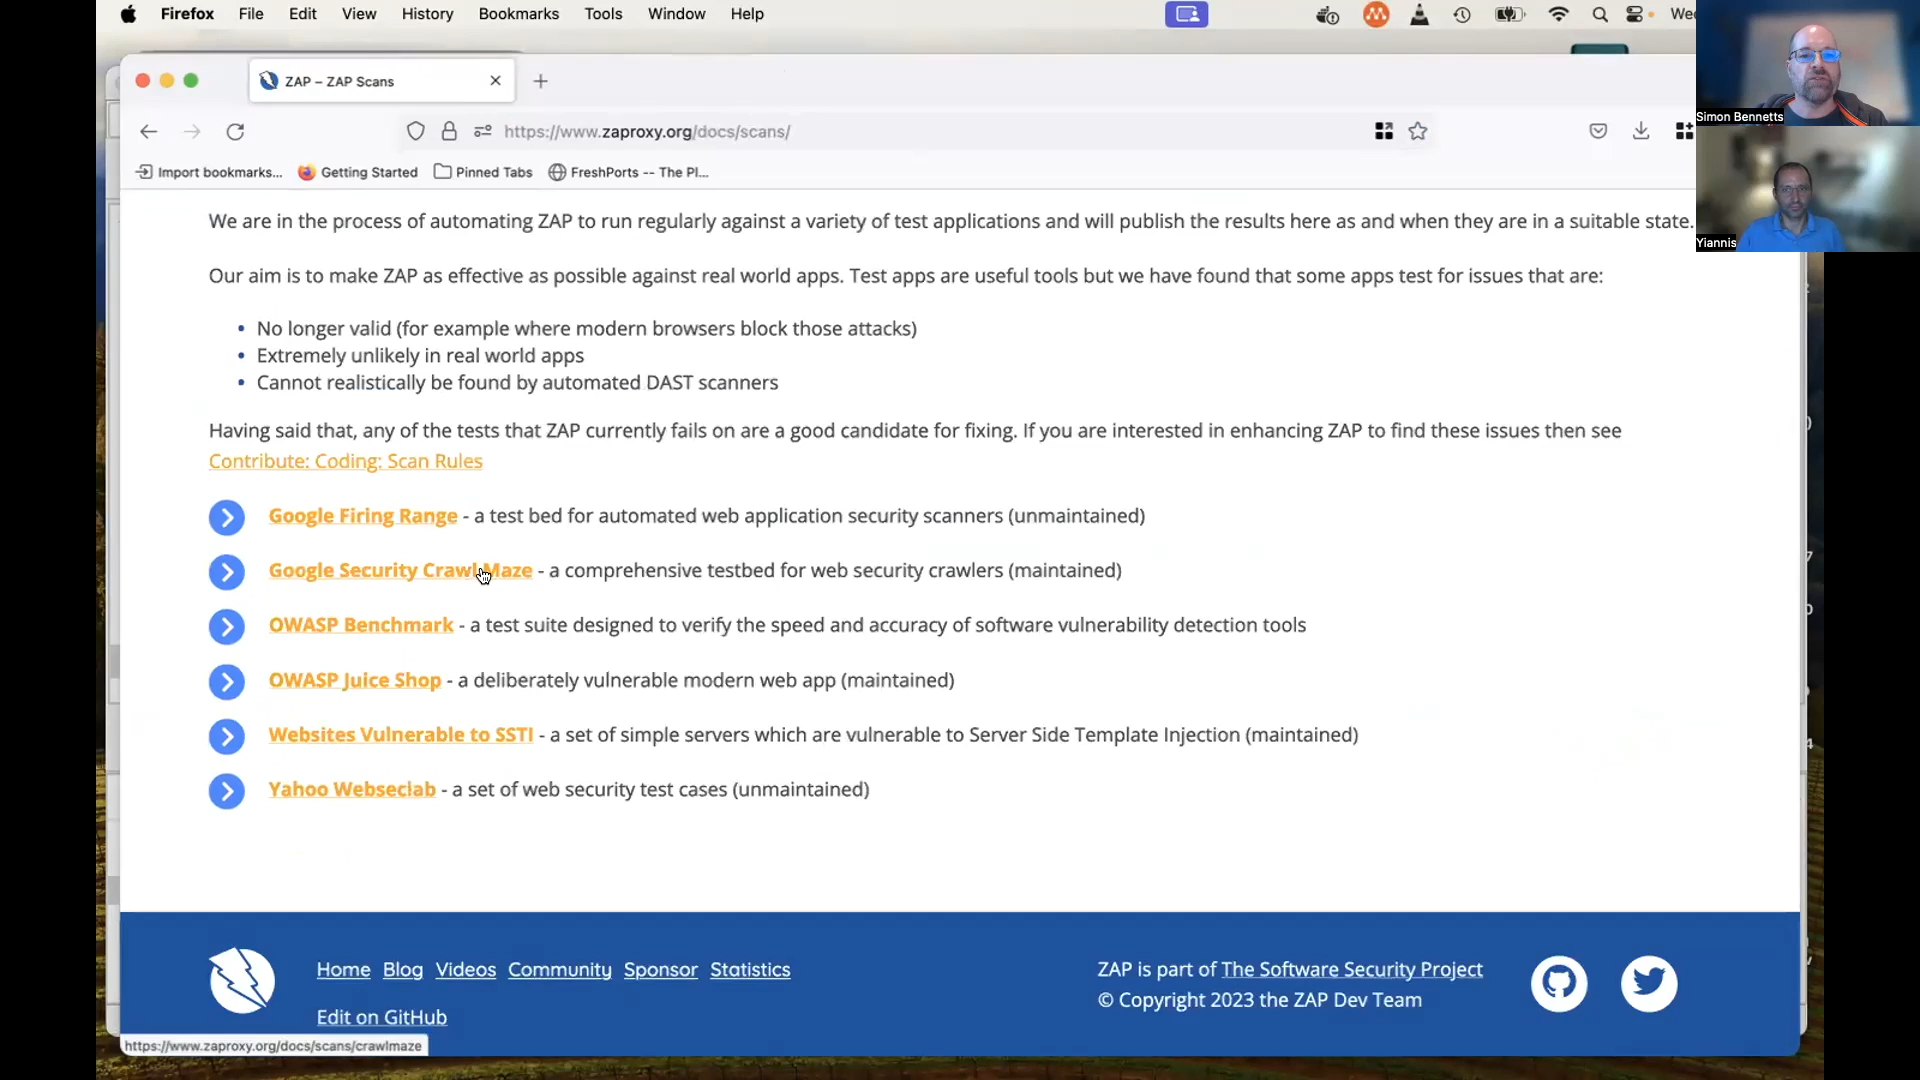 Firefox File Edit View History Bookmarks Tools Window Help
ZAP – ZAP Scans
https://www.zaproxy.org/docs/scans/
Import bookmarks... Getting Started Pinned Tabs FreshPorts -- The Pl...
Simon Bennetts
Yiannis
We are in the process of automating ZAP to run regularly against a variety of test applications and will publish the results here as and when they are in a suitable state.
Our aim is to make ZAP as effective as possible against real world apps. Test apps are useful tools but we have found that some apps test for issues that are:
• No longer valid (for example where modern browsers block those attacks)
• Extremely unlikely in real world apps
• Cannot realistically be found by automated DAST scanners
Having said that, any of the tests that ZAP currently fails on are a good candidate for fixing. If you are interested in enhancing ZAP to find these issues then see
Contribute: Coding: Scan Rules
Google Firing Range - a test bed for automated web application security scanners (unmaintained)
Google Security Crawl Maze - a comprehensive testbed for web security crawlers (maintained)
OWASP Benchmark - a test suite designed to verify the speed and accuracy of software vulnerability detection tools
OWASP Juice Shop - a deliberately vulnerable modern web app (maintained)
Websites Vulnerable to SSTI - a set of simple servers which are vulnerable to Server Side Template Injection (maintained)
Yahoo Webseclab - a set of web security test cases (unmaintained)
Home Blog Videos Community Sponsor Statistics
Edit on GitHub
ZAP is part of The Software Security Project
© Copyright 2023 the ZAP Dev Team
https://www.zaproxy.org/docs/scans/crawlmaze